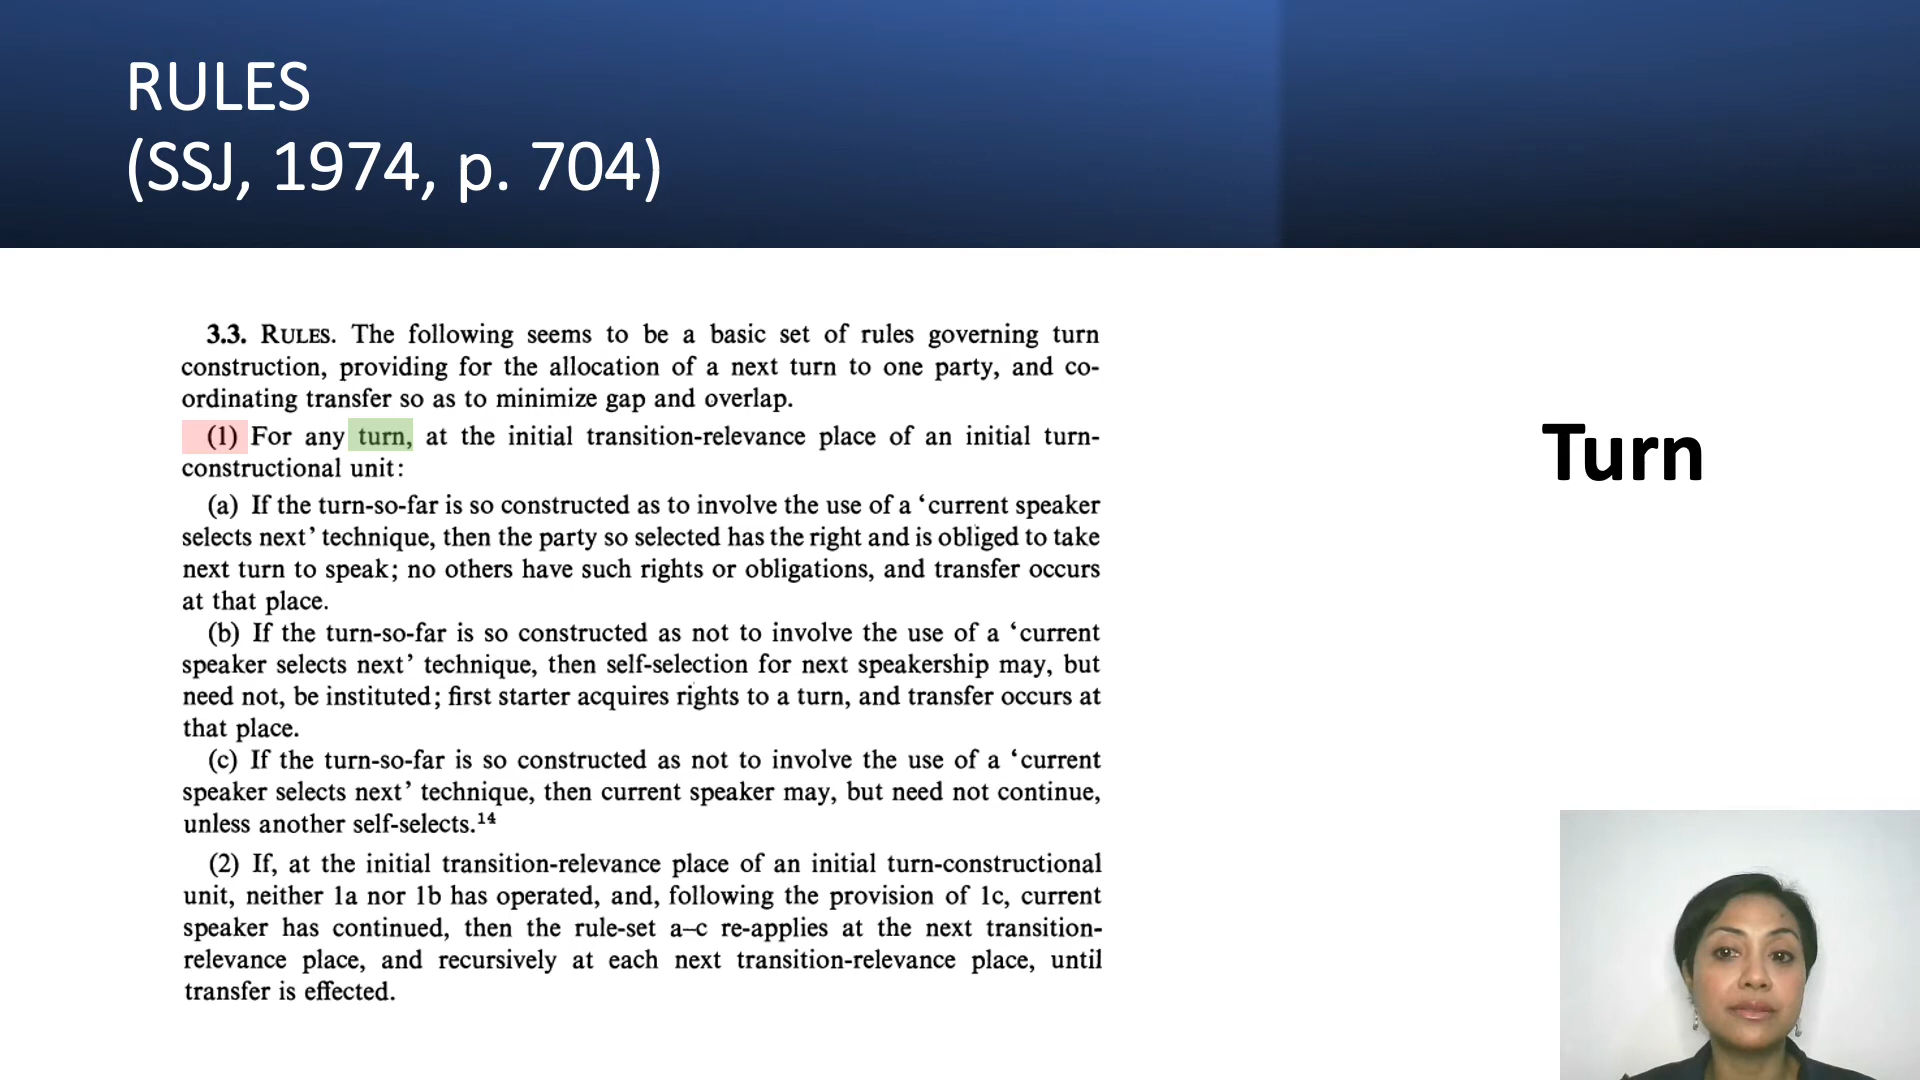 RULES
(SSJ, 1974, p. 704)
3.3. RULES. The following seems to be a basic set of rules governing turn
construction, providing for the allocation of a next turn to one party, and co-
ordinating transfer so as to minimize gap and overlap.
(1) For any turn, at the initial transition-relevance place of an initial turn-
constructional unit:
(a) If the turn-so-far is so constructed as to involve the use of a ‘current speaker
selects next’ technique, then the party so selected has the right and is obliged to take
next turn to speak; no others have such rights or obligations, and transfer occurs
at that place.
(b) If the turn-so-far is so constructed as not to involve the use of a ‘current
speaker selects next’ technique, then self-selection for next speakership may, but
need not, be instituted; first starter acquires rights to a turn, and transfer occurs at
that place.
(c) If the turn-so-far is so constructed as not to involve the use of a ‘current
speaker selects next’ technique, then current speaker may, but need not continue,
unless another self-selects.¹⁴
(2) If, at the initial transition-relevance place of an initial turn-constructional
unit, neither 1a nor 1b has operated, and, following the provision of 1c, current
speaker has continued, then the rule-set a–c re-applies at the next transition-
relevance place, and recursively at each next transition-relevance place, until
transfer is effected.
Turn